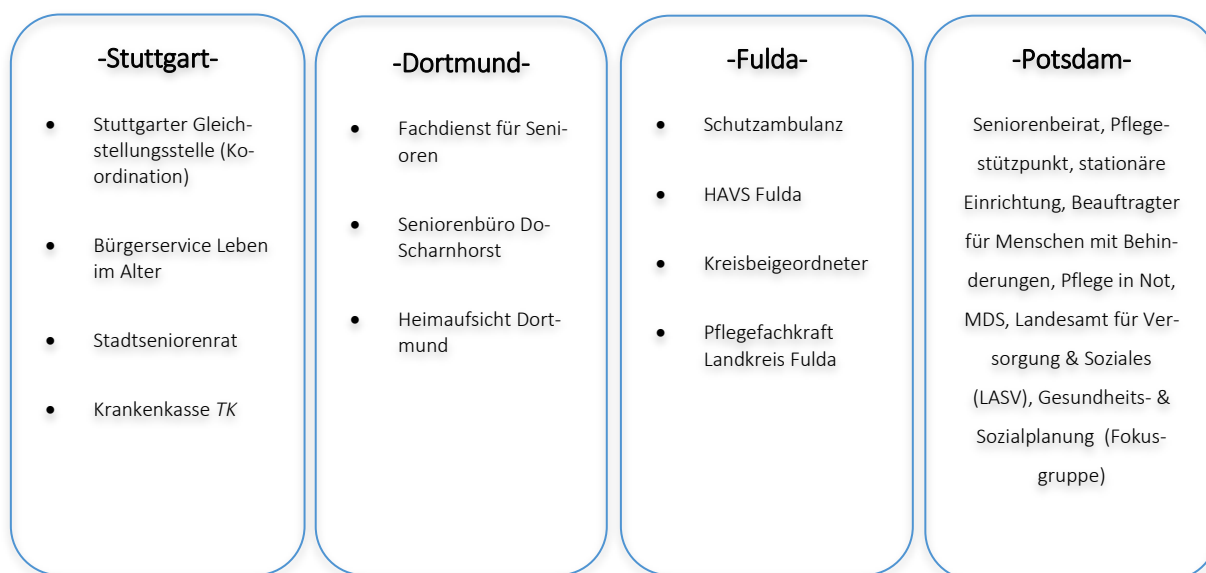 -Stuttgart-
• Stuttgarter Gleich-
stellungsstelle (Ko-
ordination)
• Bürgerservice Leben
im Alter
• Stadtseniorenrat
• Krankenkasse TK
-Dortmund-
• Fachdienst für Seni-
oren
• Seniorenbüro Do-
Scharnhorst
• Heimaufsicht Dort-
mund
-Fulda-
• Schutzambulanz
• HAVS Fulda
• Kreisbeigeordneter
• Pflegefachkraft
Landkreis Fulda
-Potsdam-
Seniorenbeirat, Pflege-
stützpunkt, stationäre
Einrichtung, Beauftragter
für Menschen mit Behin-
derungen, Pflege in Not,
MDS, Landesamt für Ver-
sorgung & Soziales
(LASV), Gesundheits- &
Sozialplanung (Fokus-
gruppe)